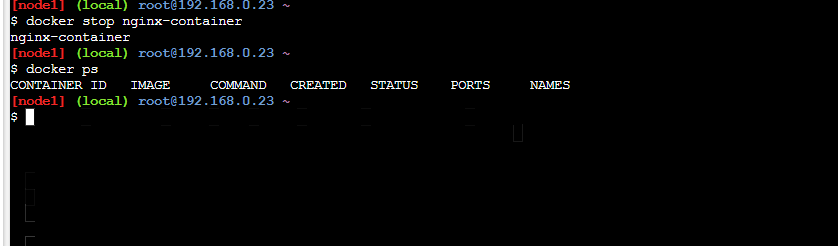 [node1] (local) root@192.168.0.23 ~
$ docker stop nginx-container
nginx-container
[node1] (local) root@192.168.0.23 ~
$ docker ps
CONTAINER ID   IMAGE     COMMAND   CREATED   STATUS    PORTS     NAMES
[node1] (local) root@192.168.0.23 ~
$